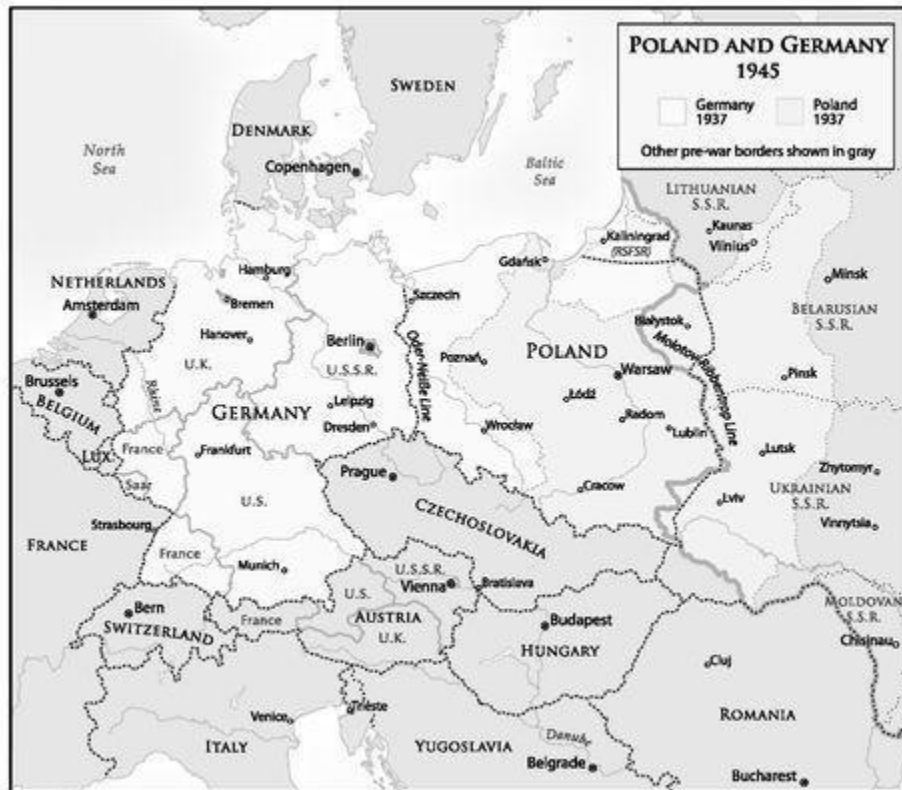 POLAND AND GERMANY
1945
Germany
1937
Poland
1937
Other pre-war borders shown in gray
SWEDEN
DENMARK
North
Sea
Copenhagen
Baltic
Sea
LITHUANIAN
S.S.R.
Kaunas
Vilnius
Kaliningrad
(RSFSR)
Gdańsk
Minsk
Hamburg
NETHERLANDS
Amsterdam
Bremen
Szczecin
BELARUSIAN
S.S.R.
Hanover
Berlin
Białystok
U.K.
U.S.S.R.
Oder-Neiße Line
Poznań
POLAND
Molotov-Ribbentrop Line
Warsaw
Pinsk
Brussels
BELGIUM
Rhine
GERMANY
Leipzig
Łódź
Dresden
Wrocław
Radom
Lublin
France
Frankfurt
LUX.
Lutsk
Zhytomyr
Saar
Prague
Cracow
U.S.
Lviv
UKRAINIAN
S.S.R.
Strasbourg
CZECHOSLOVAKIA
Vinnytsia
FRANCE
France
Munich
U.S.S.R.
Vienna
Bratislava
U.S.
Bern
SWITZERLAND
France
AUSTRIA
U.K.
Budapest
HUNGARY
MOLDOVAN
S.S.R.
Chisinau
Cluj
Venice
Trieste
ROMANIA
ITALY
YUGOSLAVIA
Danube
Belgrade
Bucharest